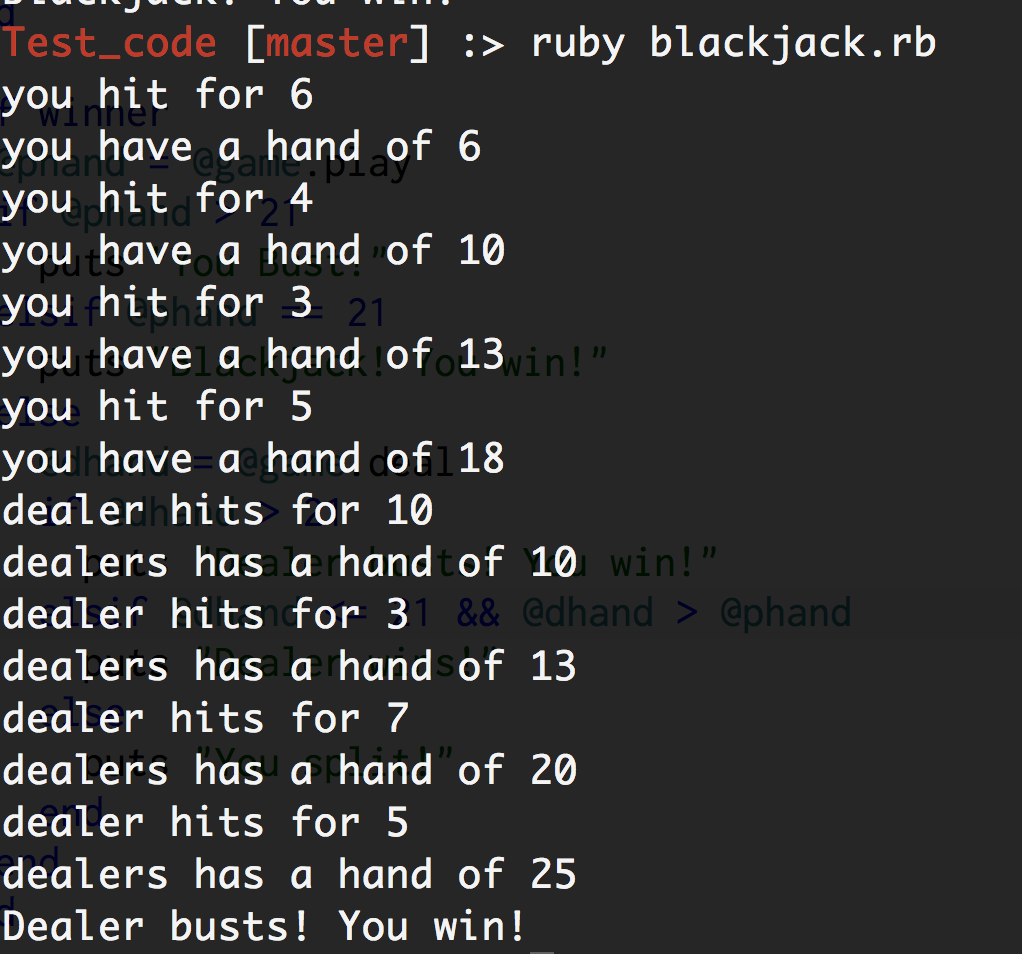 Blackjack! You win!
Test_code [master] :> ruby blackjack.rb
you hit for 6
you have a hand of 6
you hit for 4
you have a hand of 10
you hit for 3
you have a hand of 13
you hit for 5
you have a hand of 18
dealer hits for 10
dealers has a hand of 10
dealer hits for 3
dealers has a hand of 13
dealer hits for 7
dealers has a hand of 20
dealer hits for 5
dealers has a hand of 25
Dealer busts! You win!